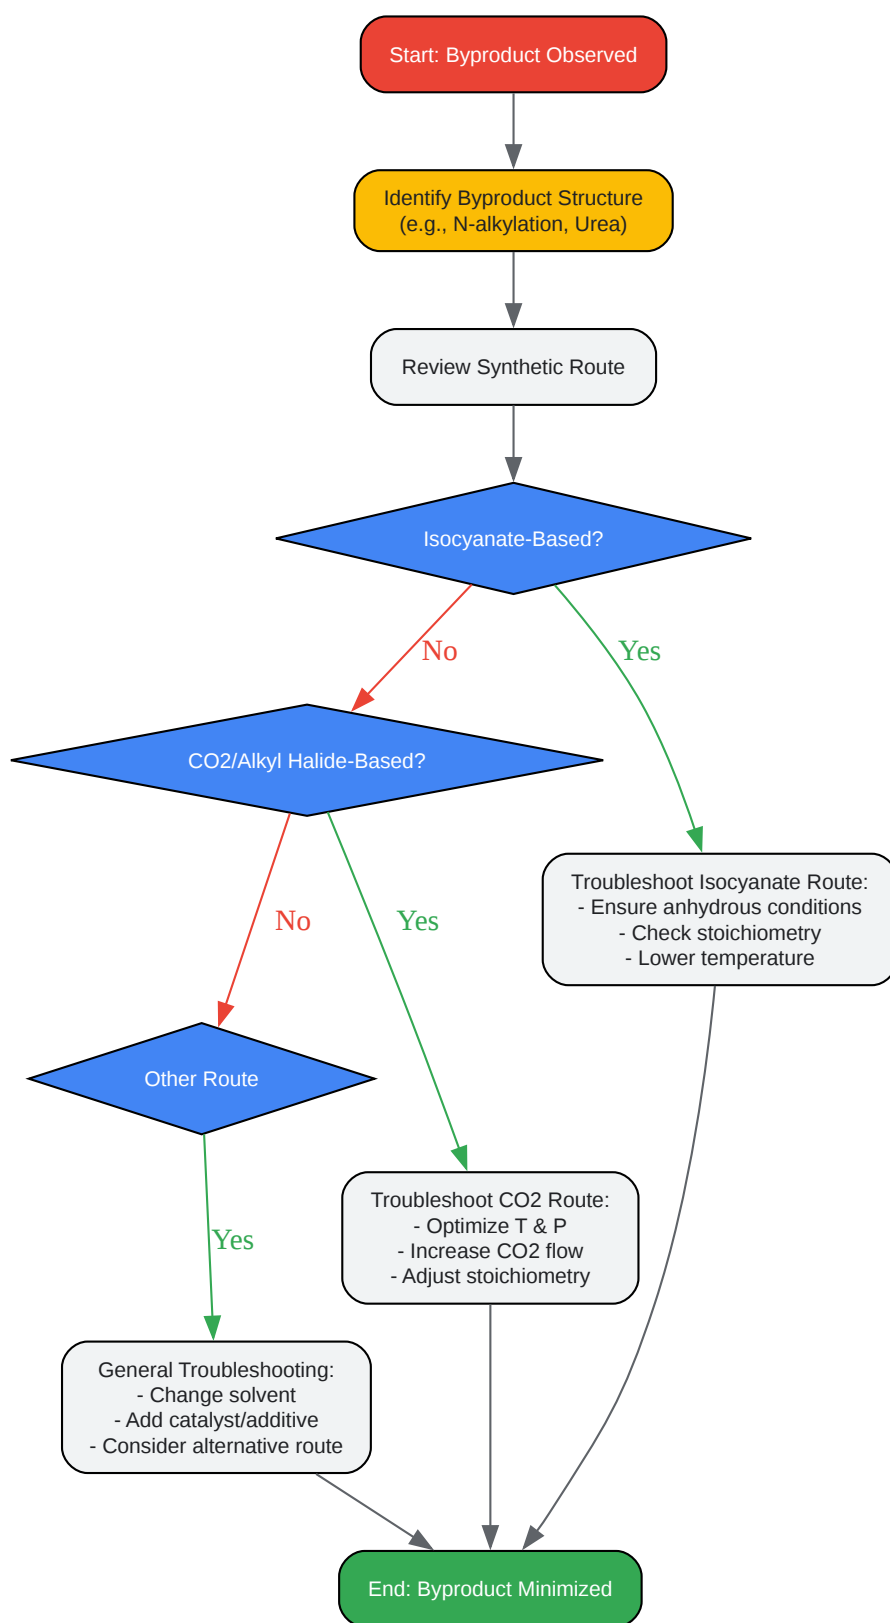 Start: Byproduct Observed
Identify Byproduct Structure
(e.g., N-alkylation, Urea)
Review Synthetic Route
Isocyanate-Based?
No
Yes
CO2/Alkyl Halide-Based?
Troubleshoot Isocyanate Route:
- Ensure anhydrous conditions
- Check stoichiometry
- Lower temperature
No
Yes
Other Route
Troubleshoot CO2 Route:
- Optimize T & P
- Increase CO2 flow
- Adjust stoichiometry
Yes
General Troubleshooting:
- Change solvent
- Add catalyst/additive
- Consider alternative route
End: Byproduct Minimized